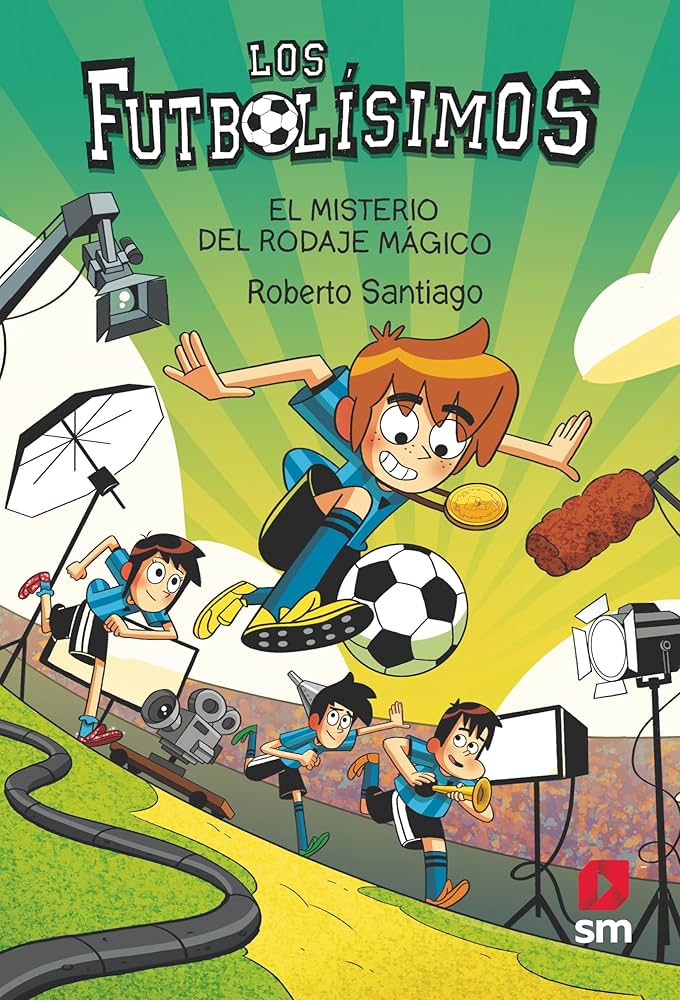 LOS
FUTBOLÍSIMOS
EL MISTERIO
DEL RODAJE MÁGICO
Roberto Santiago
sm